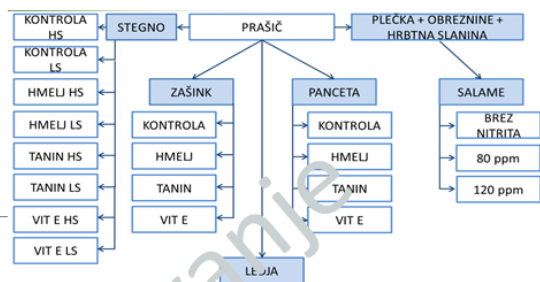 KONTROLA
HS
STEGNO
PRAŠIČ
PLEČKA + OBREZNINE +
HRBTNA SLANINA
KONTROLA
LS
HMELJ HS
HMELJ LS
TANIN HS
TANIN LS
VIT E HS
VIT E LS
ZAŠINK
KONTROLA
HMELJ
TANIN
VIT E
PANCETA
KONTROLA
HMELJ
TANIN
VIT E
SALAME
BREZ
NITRITA
80 ppm
120 ppm
LEDJA